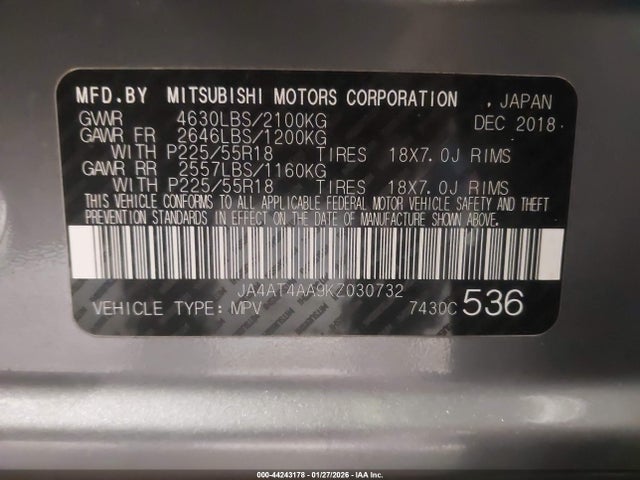 MFD.BY MITSUBISHI MOTORS CORPORATION . JAPAN
GVWR 4630LBS/2100KG DEC 2018
GAWR FR 2646LBS/1200KG
WITH P225/55R18 TIRES 18X7.0J RIMS
GAWR RR 2557LBS/1160KG
WITH P225/55R18 TIRES 18X7.0J RIMS
THIS VEHICLE CONFORMS TO ALL APPLICABLE FEDERAL MOTOR VEHICLE SAFETY AND THEFT
PREVENTION STANDARDS IN EFFECT ON THE DATE OF MANUFACTURE SHOWN ABOVE.
JA4AT4AA9KZ030732
VEHICLE TYPE: MPV 7430C 536
000-44243178 - 01/27/2026 - IAA Inc.